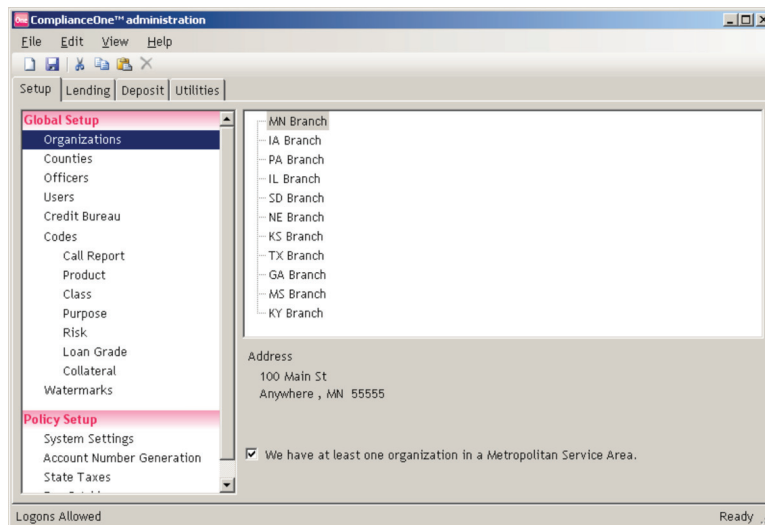 One ComplianceOne™ administration
File Edit View Help
Setup Lending Deposit Utilities
Global Setup
Organizations
Counties
Officers
Users
Credit Bureau
Codes
Call Report
Product
Class
Purpose
Risk
Loan Grade
Collateral
Watermarks
Policy Setup
System Settings
Account Number Generation
State Taxes
MN Branch
IA Branch
PA Branch
IL Branch
SD Branch
NE Branch
KS Branch
TX Branch
GA Branch
MS Branch
KY Branch
Address
100 Main St
Anywhere , MN 55555
We have at least one organization in a Metropolitan Service Area.
Logons Allowed
Ready